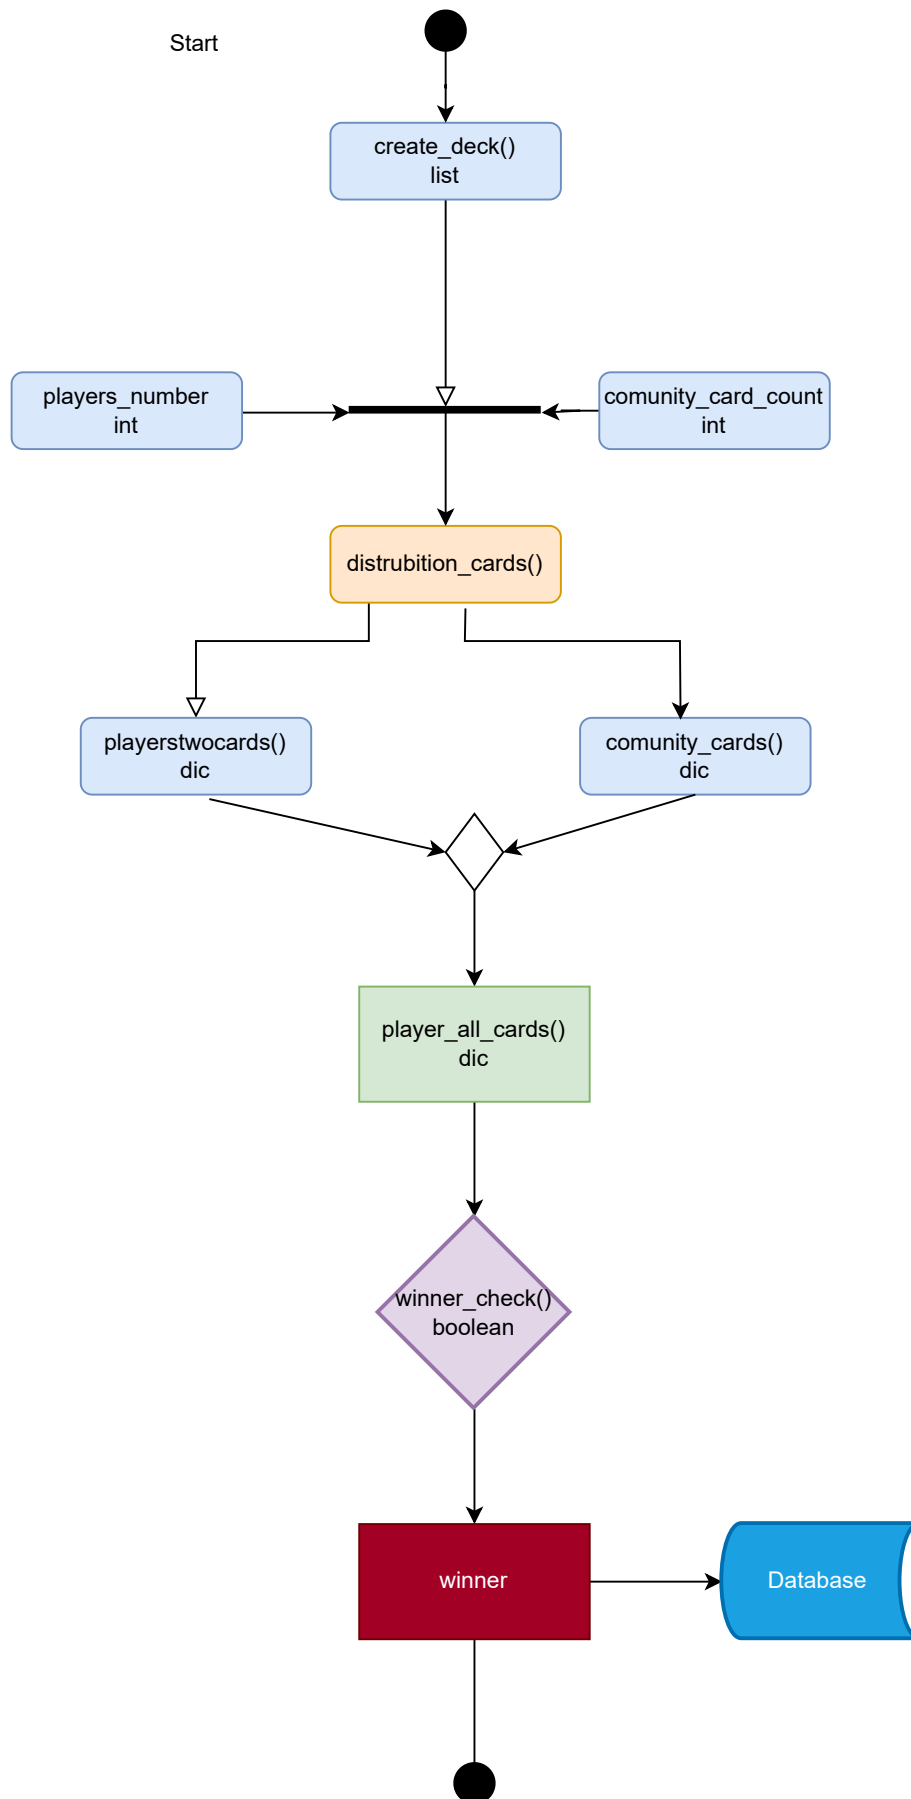 Start
create_deck()
list
players_number
int
comunity_card_count
int
distrubition_cards()
playerstwocards()
dic
comunity_cards()
dic
player_all_cards()
dic
winner_check()
boolean
winner
Database